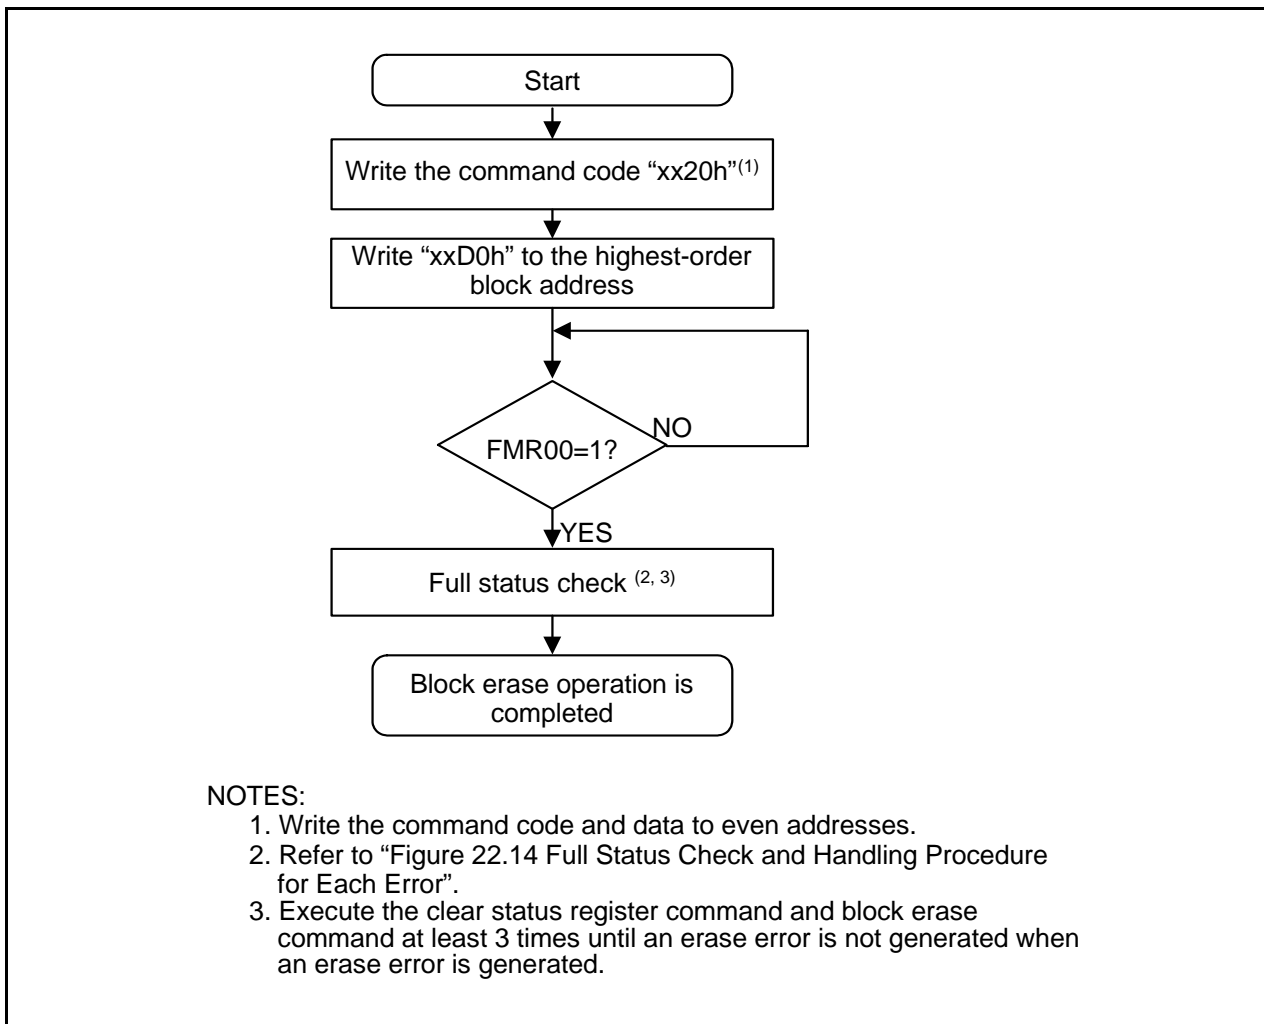 Start
Write the command code “xx20h”(1)
Write “xxD0h” to the highest-order
block address
NO
FMR00=1?
YES
Full status check (2, 3)
Block erase operation is
completed
NOTES:
1. Write the command code and data to even addresses.
2. Refer to “Figure 22.14 Full Status Check and Handling Procedure
for Each Error”.
3. Execute the clear status register command and block erase
command at least 3 times until an erase error is not generated when
an erase error is generated.